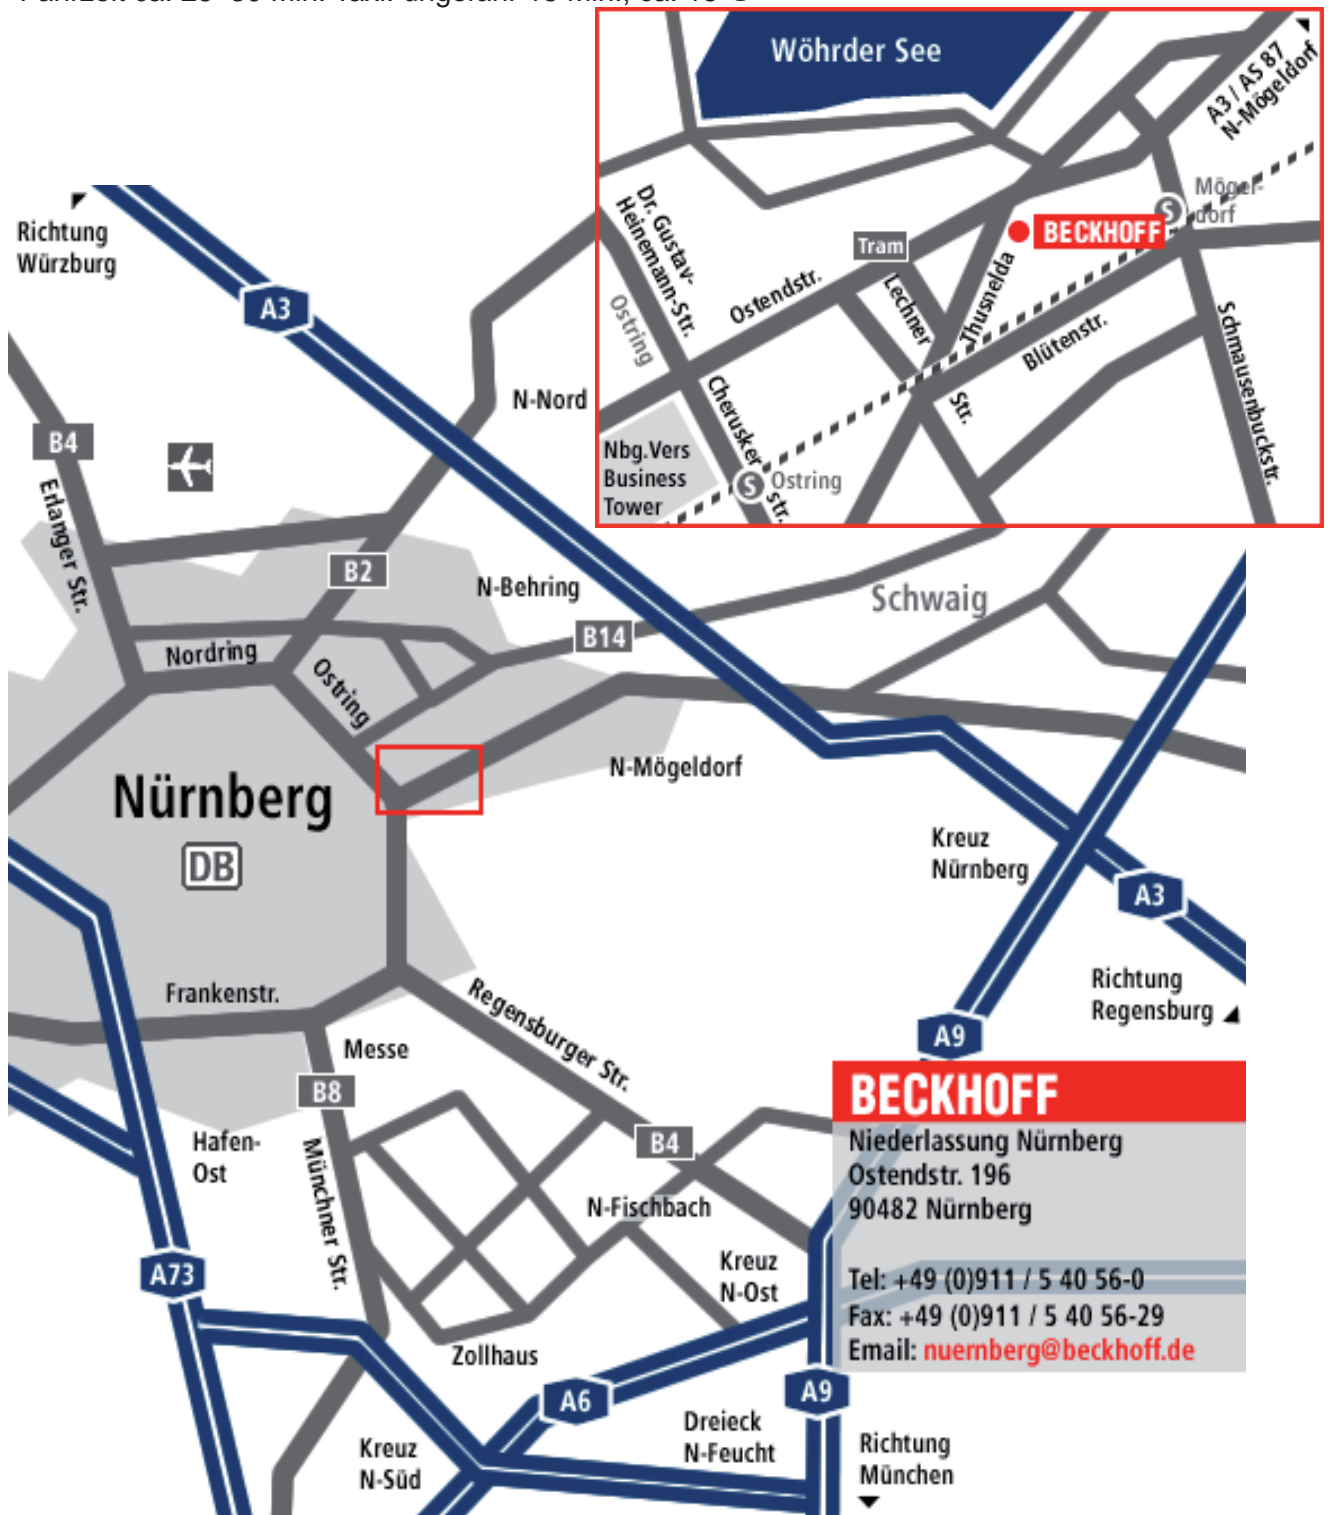 Wöhrder See
A3 / AS 87
N-Mögeldorf
Mögel-
dorf
S
BECKHOFF
Dr. Gustav-
Heinemann-Str.
Tram
Ostendstr.
Ostring
Lechner
Str.
Thusnelda
Blütenstr.
Schmausenbuckstr.
Cherusker
str.
Nbg.Vers
Business
Tower
S
Ostring
Richtung
Würzburg
A3
N-Nord
B4
Erlanger Str.
B2
N-Behring
B14
Schwaig
Nordring
Ostring
N-Mögeldorf
Nürnberg
DB
Kreuz
Nürnberg
A3
Richtung
Regensburg
A9
Frankenstr.
Regensburger Str.
Messe
B8
Hafen-
Ost
Münchner Str.
B4
N-Fischbach
A73
Kreuz
N-Ost
Zollhaus
A6
A9
Dreieck
N-Feucht
Kreuz
N-Süd
Richtung
München
BECKHOFF
Niederlassung Nürnberg
Ostendstr. 196
90482 Nürnberg
Tel: +49 (0)911 / 5 40 56-0
Fax: +49 (0)911 / 5 40 56-29
Email: nuernberg@beckhoff.de